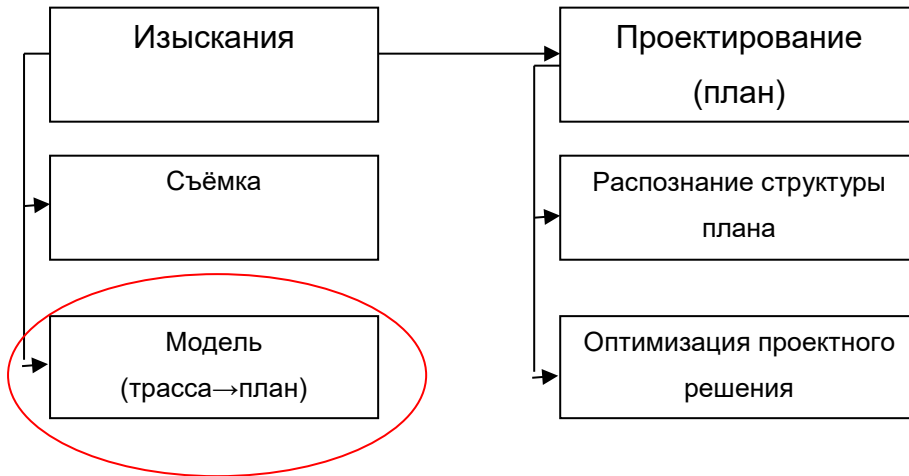 Изыскания
Проектирование
(план)
Съёмка
Распознание структуры
плана
Модель
(трасса→план)
Оптимизация проектного
решения